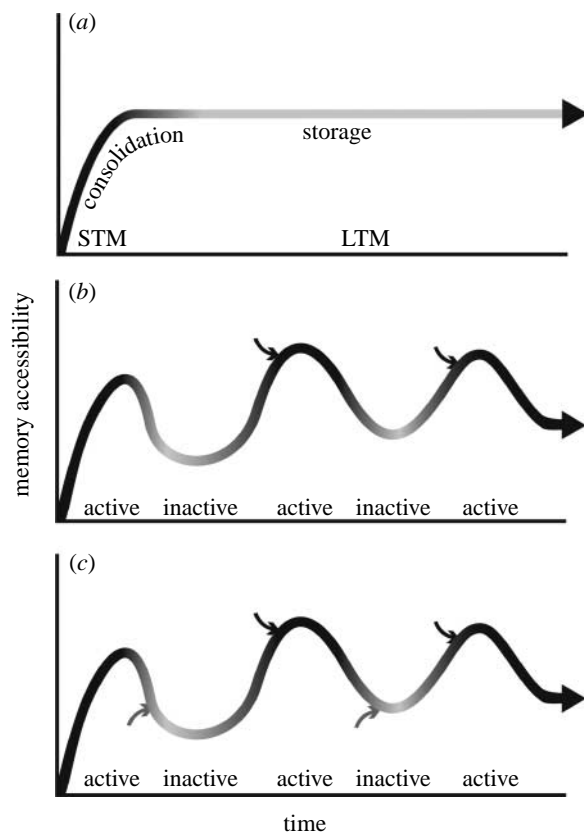 (a)
consolidation
storage
STM
LTM
(b)
memory accessibility
active inactive active inactive active
(c)
active inactive active inactive active
time